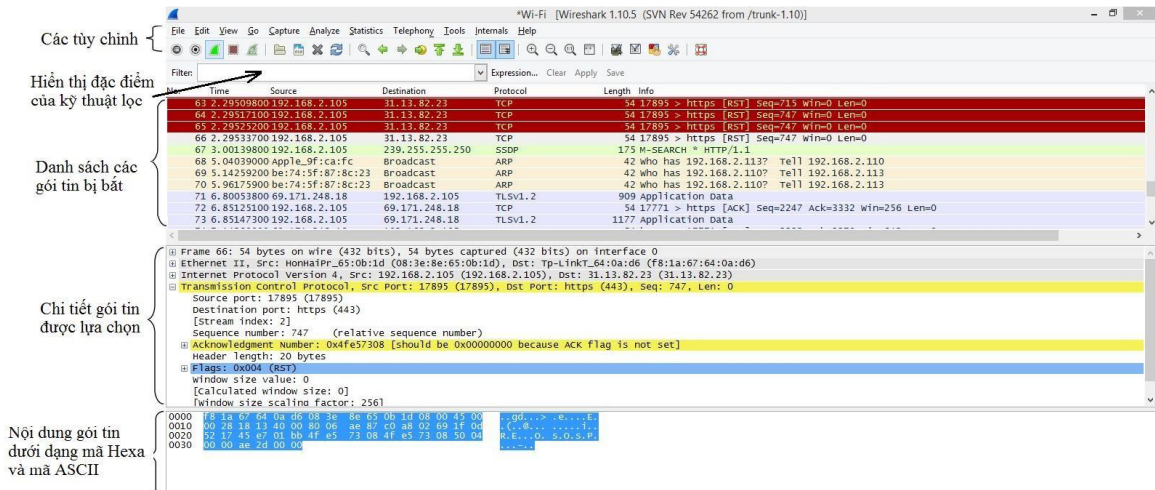 *Wi-Fi [Wireshark 1.10.5 (SVN Rev 54262 from /trunk-1.10)]
File Edit View Go Capture Analyze Statistics Telephony Tools Internals Help
Các tùy chỉnh
Filter: Expression... Clear Apply Save
Hiển thị đặc điểm
của kỹ thuật lọc
No. Time Source Destination Protocol Length Info
63 2.29509800 192.168.2.105 31.13.82.23 TCP 54 17895 > https [RST] Seq=715 Win=0 Len=0
64 2.29517100 192.168.2.105 31.13.82.23 TCP 54 17895 > https [RST] Seq=747 Win=0 Len=0
65 2.29525200 192.168.2.105 31.13.82.23 TCP 54 17895 > https [RST] Seq=747 Win=0 Len=0
66 2.29533700 192.168.2.105 31.13.82.23 TCP 54 17895 > https [RST] Seq=747 Win=0 Len=0
67 3.00139800 192.168.2.105 239.255.255.250 SSDP 175 M-SEARCH * HTTP/1.1
68 5.04039000 Apple_9f:ca:fc Broadcast ARP 42 Who has 192.168.2.113? Tell 192.168.2.110
69 5.14259200 be:74:5f:87:8c:23 Broadcast ARP 42 Who has 192.168.2.110? Tell 192.168.2.113
70 5.96175900 be:74:5f:87:8c:23 Broadcast ARP 42 Who has 192.168.2.110? Tell 192.168.2.113
71 6.80053800 69.171.248.18 192.168.2.105 TLSv1.2 909 Application Data
72 6.85125100 192.168.2.105 69.171.248.18 TCP 54 17771 > https [ACK] Seq=2247 Ack=3332 Win=256 Len=0
73 6.85147300 192.168.2.105 69.171.248.18 TLSv1.2 1177 Application Data
Danh sách các
gói tin bị bắt
Frame 66: 54 bytes on wire (432 bits), 54 bytes captured (432 bits) on interface 0
Ethernet II, Src: HonHaiPr_65:0b:1d (08:3e:8e:65:0b:1d), Dst: Tp-LinkT_64:0a:d6 (f8:1a:67:64:0a:d6)
Internet Protocol Version 4, Src: 192.168.2.105 (192.168.2.105), Dst: 31.13.82.23 (31.13.82.23)
Transmission Control Protocol, Src Port: 17895 (17895), Dst Port: https (443), Seq: 747, Len: 0
Source port: 17895 (17895)
Destination port: https (443)
[Stream index: 2]
Sequence number: 747 (relative sequence number)
Acknowledgment Number: 0x4fe57308 [should be 0x00000000 because ACK flag is not set]
Header length: 20 bytes
Flags: 0x004 (RST)
Window size value: 0
[Calculated window size: 0]
[Window size scaling factor: 256]
Chi tiết gói tin
được lựa chọn
0000 f8 1a 67 64 0a d6 08 3e 8e 65 0b 1d 08 00 45 00 ..gd...> .e....E.
0010 00 28 18 13 40 00 80 06 ae 87 c0 a8 02 69 1f 0d .(..@... .....i..
0020 52 17 45 e7 01 bb 4f e5 73 08 4f e5 73 08 50 04 R.E...O. s.O.s.P.
0030 00 00 ae 2d 00 00 ...-..
Nội dung gói tin
dưới dạng mã Hexa
và mã ASCII